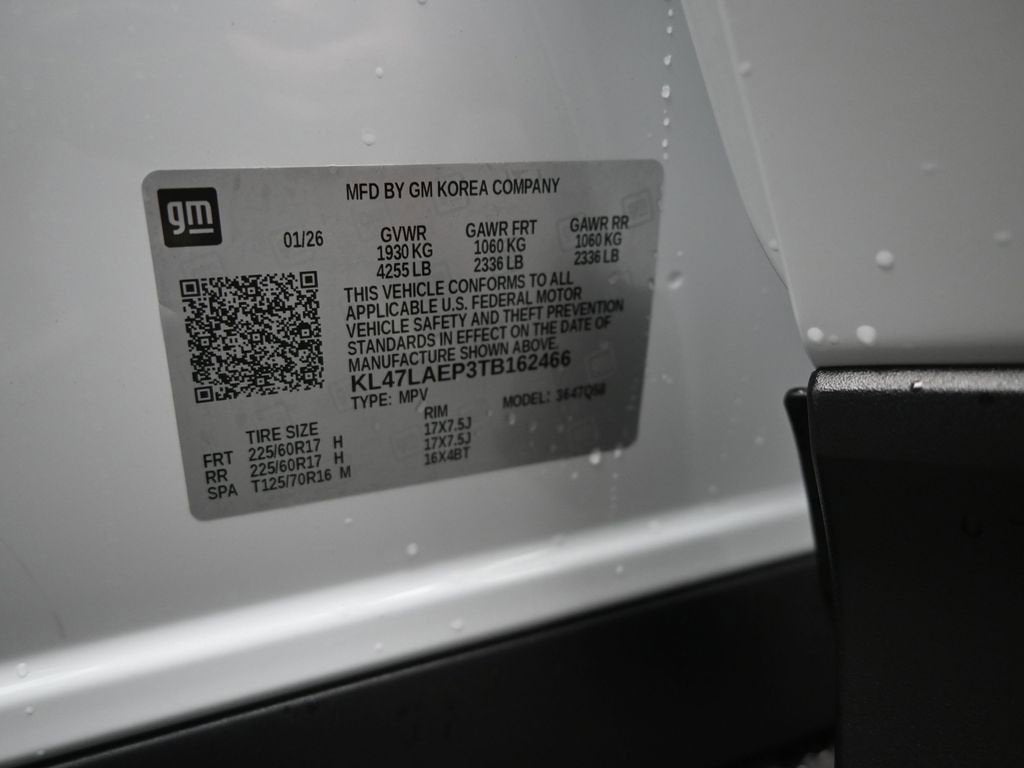 gm
MFD BY GM KOREA COMPANY
01/26
GVWR GAWR FRT GAWR RR
1930 KG 1060 KG 1060 KG
4255 LB 2336 LB 2336 LB
THIS VEHICLE CONFORMS TO ALL
APPLICABLE U.S. FEDERAL MOTOR
VEHICLE SAFETY AND THEFT PREVENTION
STANDARDS IN EFFECT ON THE DATE OF
MANUFACTURE SHOWN ABOVE.
KL47LAEP3TB162466
TYPE: MPV MODEL:
TIRE SIZE RIM
FRT 225/60R17 H 17X7.5J
RR 225/60R17 H 17X7.5J
SPA T125/70R16 M 16X4BT